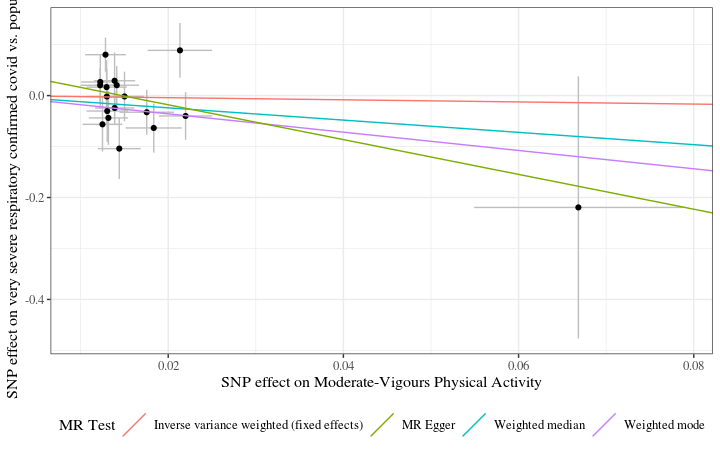 SNP effect on very severe respiratory confirmed covid vs.
0.0
-0.2
-0.4
0.02
0.04
0.06
0.08
SNP effect on Moderate-Vigours Physical Activity
MR Test
Inverse variance weighted (fixed effects)
MR Egger
Weighted median
Weighted mode